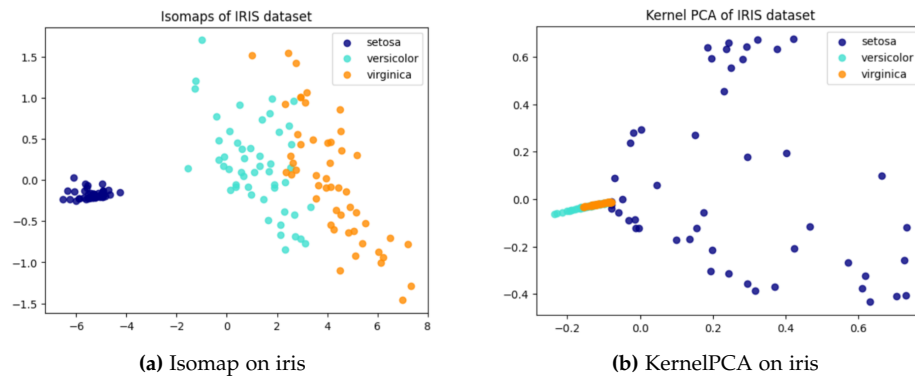 Isomaps of IRIS dataset
setosa
versicolor
virginica
1.5
1.0
0.5
0.0
−0.5
−1.0
−1.5
−6
−4
−2
0
2
4
6
8
(a) Isomap on iris
Kernel PCA of IRIS dataset
setosa
versicolor
virginica
0.6
0.4
0.2
0.0
−0.2
−0.4
−0.2
0.0
0.2
0.4
0.6
(b) KernelPCA on iris